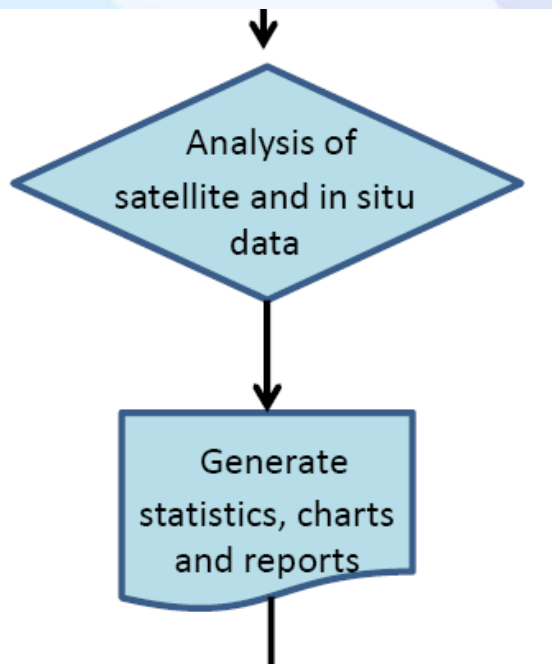 Analysis of
satellite and in situ
data
Generate
statistics, charts
and reports